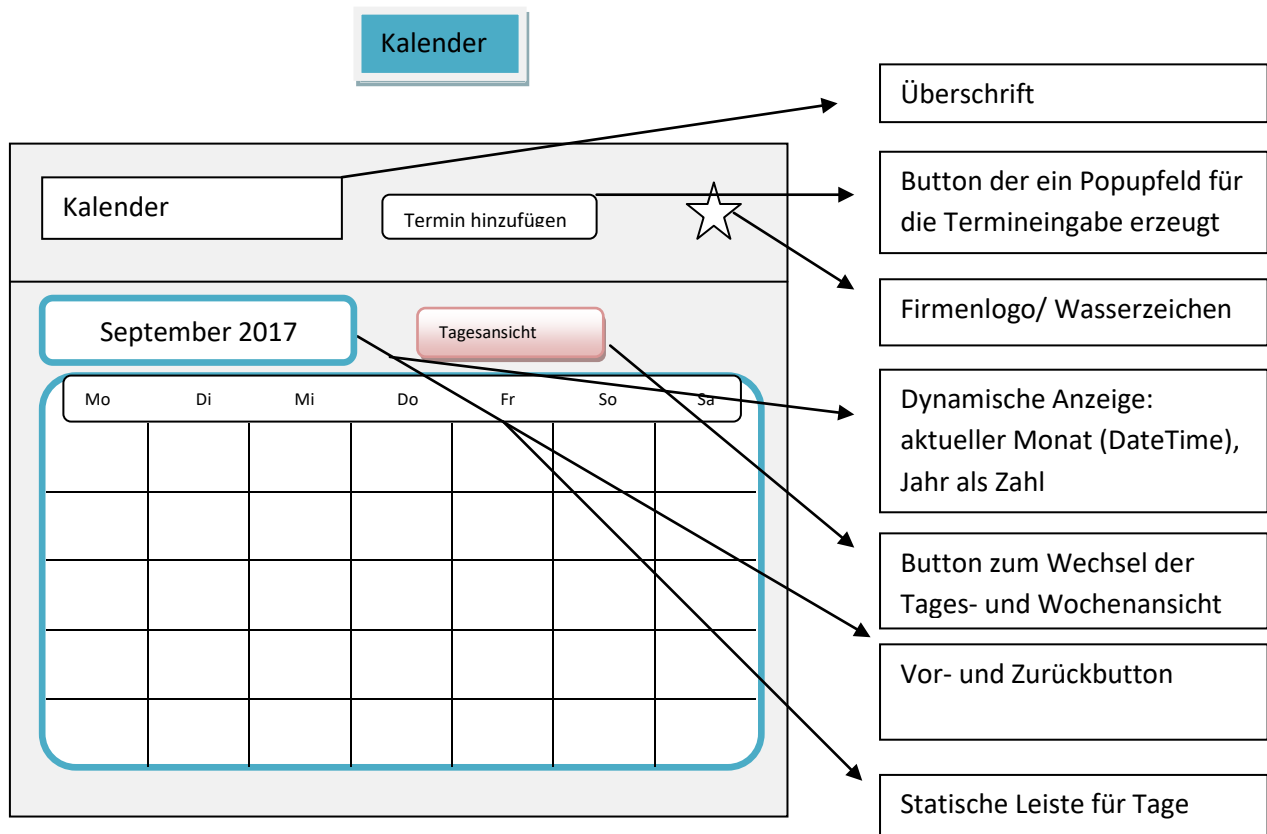 Kalender
Überschrift
Kalender
Termin hinzufügen
Button der ein Popupfeld für
die Termineingabe erzeugt
Firmenlogo/ Wasserzeichen
September 2017
Tagesansicht
Mo Di Mi Do Fr So Sa
Dynamische Anzeige:
aktueller Monat (DateTime),
Jahr als Zahl
Button zum Wechsel der
Tages- und Wochenansicht
Vor- und Zurückbutton
Statische Leiste für Tage